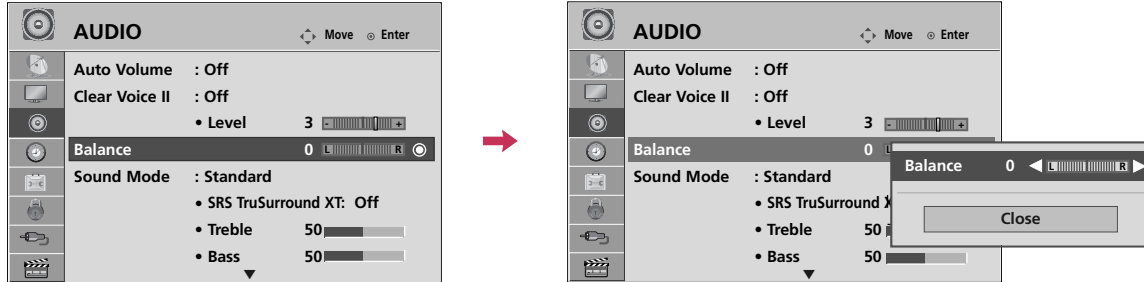 AUDIO Move Enter
Auto Volume : Off
Clear Voice II : Off
• Level 3 - +
Balance 0 L R
Sound Mode : Standard
• SRS TruSurround XT: Off
• Treble 50
• Bass 50
AUDIO Move Enter
Auto Volume : Off
Clear Voice II : Off
• Level 3 - +
Balance 0 L
Sound Mode : Standard
• SRS TruSurround X
• Treble 50
• Bass 50
Balance 0 L R
Close